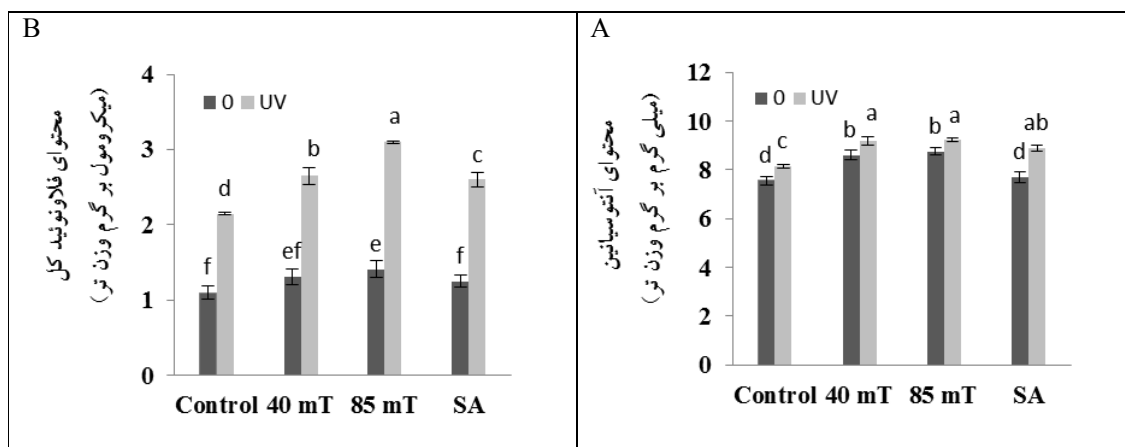 B
محتوای فلاونوئید کل
(میکرومول بر گرم وزن تر)
4
3
2
1
0
0 UV
f d ef b e a f c
Control 40 mT 85 mT SA
A
محتوای آنتوسیانین
(میلی گرم بر گرم وزن تر)
12
10
8
6
4
2
0
0 UV
d c b a b a d ab
Control 40 mT 85 mT SA